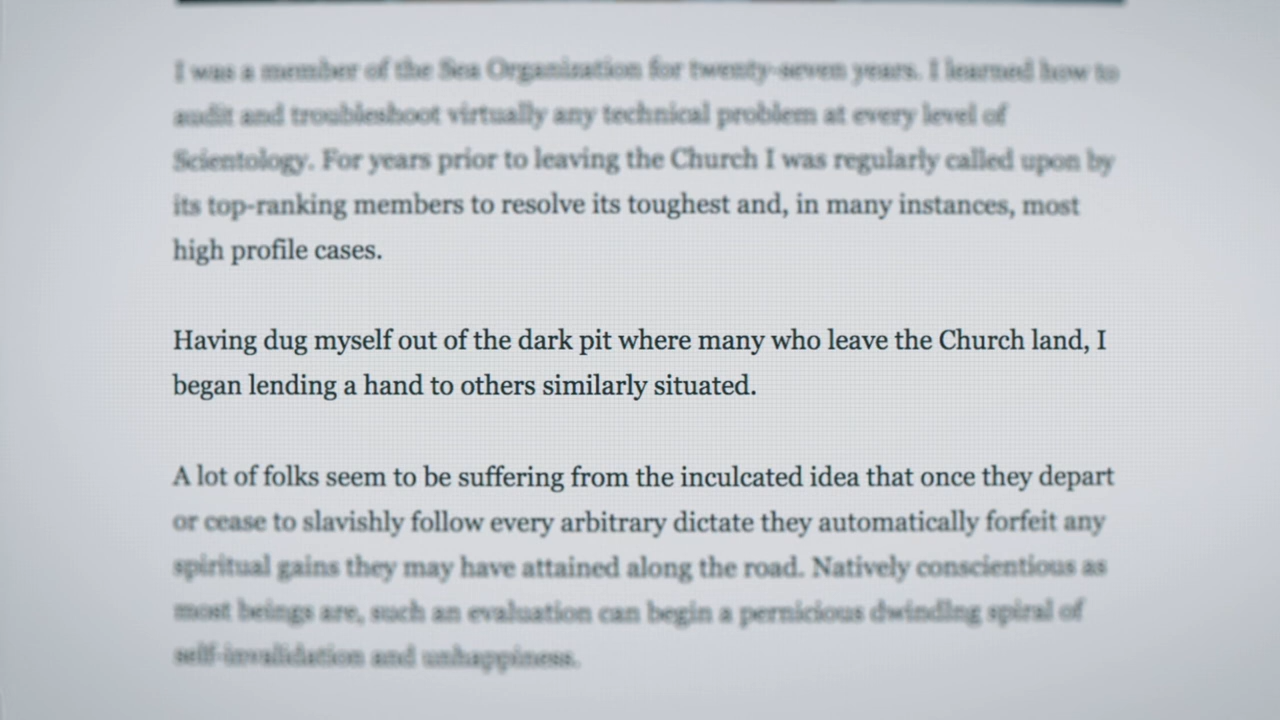 I was a member of the Sea Organization for twenty-seven years. I learned how to
audit and troubleshoot virtually any technical problem at every level of
Scientology. For years prior to leaving the Church I was regularly called upon by
its top-ranking members to resolve its toughest and, in many instances, most
high profile cases.
Having dug myself out of the dark pit where many who leave the Church land, I
began lending a hand to others similarly situated.
A lot of folks seem to be suffering from the inculcated idea that once they depart
or cease to slavishly follow every arbitrary dictate they automatically forfeit any
spiritual gains they may have attained along the road. Natively conscientious as
most beings are, such an evaluation can begin a pernicious dwindling spiral of
self-invalidation and unhappiness.